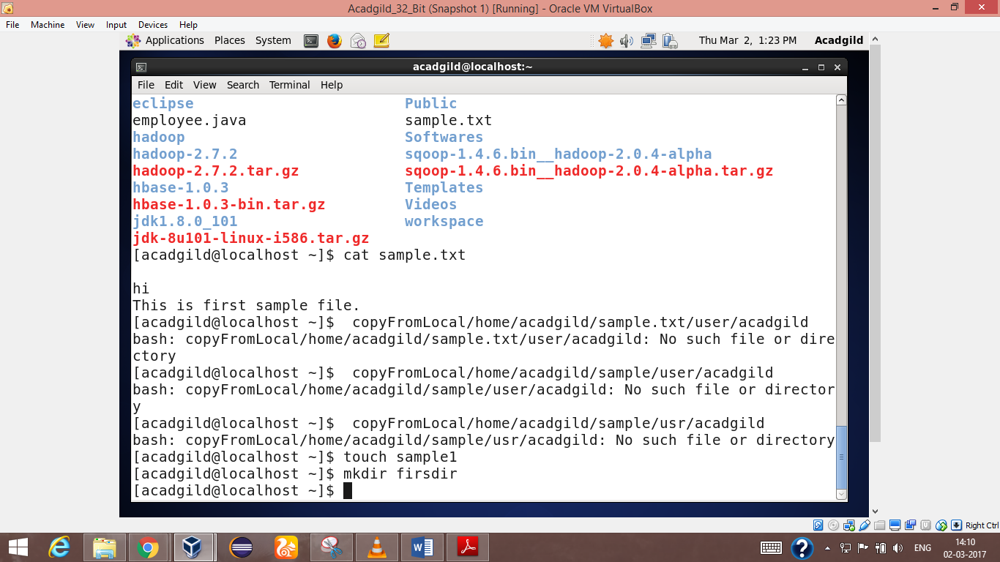 Acadgild_32_Bit (Snapshot 1) [Running] - Oracle VM VirtualBox
File Machine View Input Devices Help
Applications Places System Thu Mar 2, 1:23 PM Acadgild
acadgild@localhost:~
File Edit View Search Terminal Help
eclipse Public
employee.java sample.txt
hadoop Softwares
hadoop-2.7.2 sqoop-1.4.6.bin__hadoop-2.0.4-alpha
hadoop-2.7.2.tar.gz sqoop-1.4.6.bin__hadoop-2.0.4-alpha.tar.gz
hbase-1.0.3 Templates
hbase-1.0.3-bin.tar.gz Videos
jdk1.8.0_101 workspace
jdk-8u101-linux-i586.tar.gz
[acadgild@localhost ~]$ cat sample.txt
hi
This is first sample file.
[acadgild@localhost ~]$  copyFromLocal/home/acadgild/sample.txt/user/acadgild
bash: copyFromLocal/home/acadgild/sample.txt/user/acadgild: No such file or dire
ctory
[acadgild@localhost ~]$  copyFromLocal/home/acadgild/sample/user/acadgild
bash: copyFromLocal/home/acadgild/sample/user/acadgild: No such file or director
y
[acadgild@localhost ~]$  copyFromLocal/home/acadgild/sample/usr/acadgild
bash: copyFromLocal/home/acadgild/sample/usr/acadgild: No such file or directory
[acadgild@localhost ~]$ touch sample1
[acadgild@localhost ~]$ mkdir firsdir
[acadgild@localhost ~]$
Right Ctrl
ENG 14:10
02-03-2017